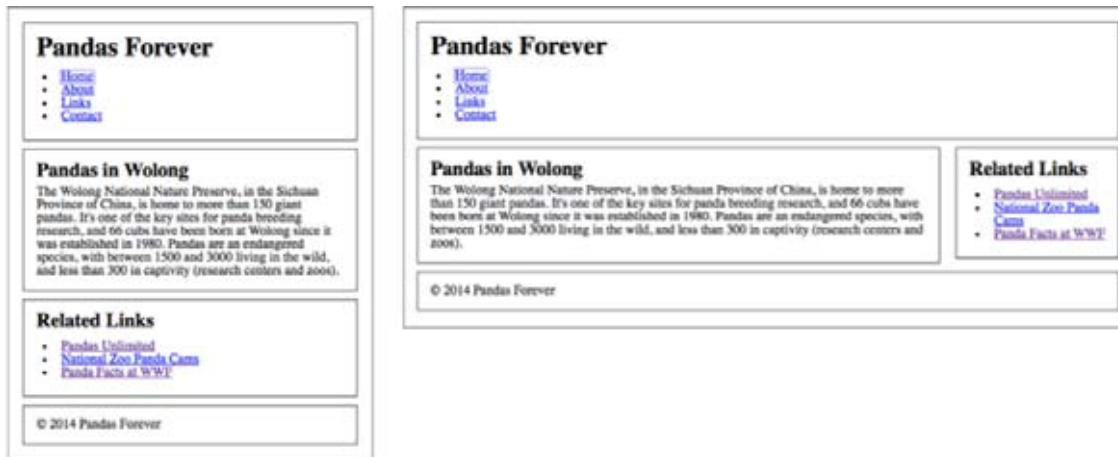 Pandas Forever
Home
About
Links
Contact
Pandas in Wolong
The Wolong National Nature Preserve, in the Sichuan
Province of China, is home to more than 150 giant
pandas. It's one of the key sites for panda breeding
research, and 66 cubs have been born at Wolong since it
was established in 1980. Pandas are an endangered
species, with between 1500 and 3000 living in the wild,
and less than 300 in captivity (research centers and zoos).
Related Links
Pandas Unlimited
National Zoo Panda Cams
Panda Facts at WWF
© 2014 Pandas Forever
Pandas Forever
Home
About
Links
Contact
Pandas in Wolong
The Wolong National Nature Preserve, in the Sichuan Province of China, is home to more
than 150 giant pandas. It's one of the key sites for panda breeding research, and 66 cubs have
been born at Wolong since it was established in 1980. Pandas are an endangered species, with
between 1500 and 3000 living in the wild, and less than 300 in captivity (research centers and
zoos).
Related Links
Pandas Unlimited
National Zoo Panda
Cams
Panda Facts at WWF
© 2014 Pandas Forever